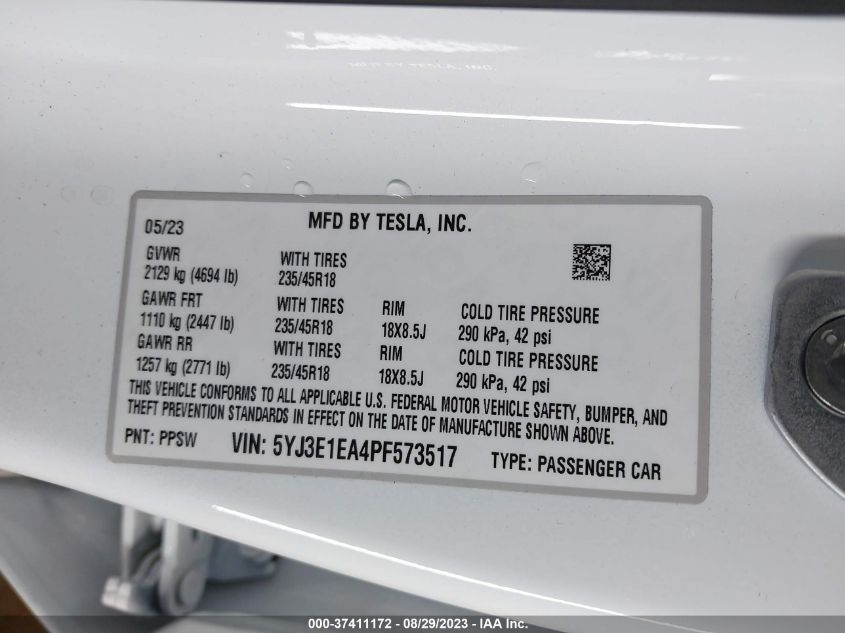 MFD BY TESLA, INC.
05/23
MFD BY TESLA, INC.
GVWR
2129 kg (4694 lb)
WITH TIRES
235/45R18
GAWR FRT
1110 kg (2447 lb)
WITH TIRES
235/45R18
RIM
18X8.5J
COLD TIRE PRESSURE
290 kPa, 42 psi
GAWR RR
1257 kg (2771 lb)
WITH TIRES
235/45R18
RIM
18X8.5J
COLD TIRE PRESSURE
290 kPa, 42 psi
THIS VEHICLE CONFORMS TO ALL APPLICABLE U.S. FEDERAL MOTOR VEHICLE SAFETY, BUMPER, AND
THEFT PREVENTION STANDARDS IN EFFECT ON THE DATE OF MANUFACTURE SHOWN ABOVE.
PNT: PPSW
VIN: 5YJ3E1EA4PF573517
TYPE: PASSENGER CAR
000-37411172 - 08/29/2023 - IAA Inc.